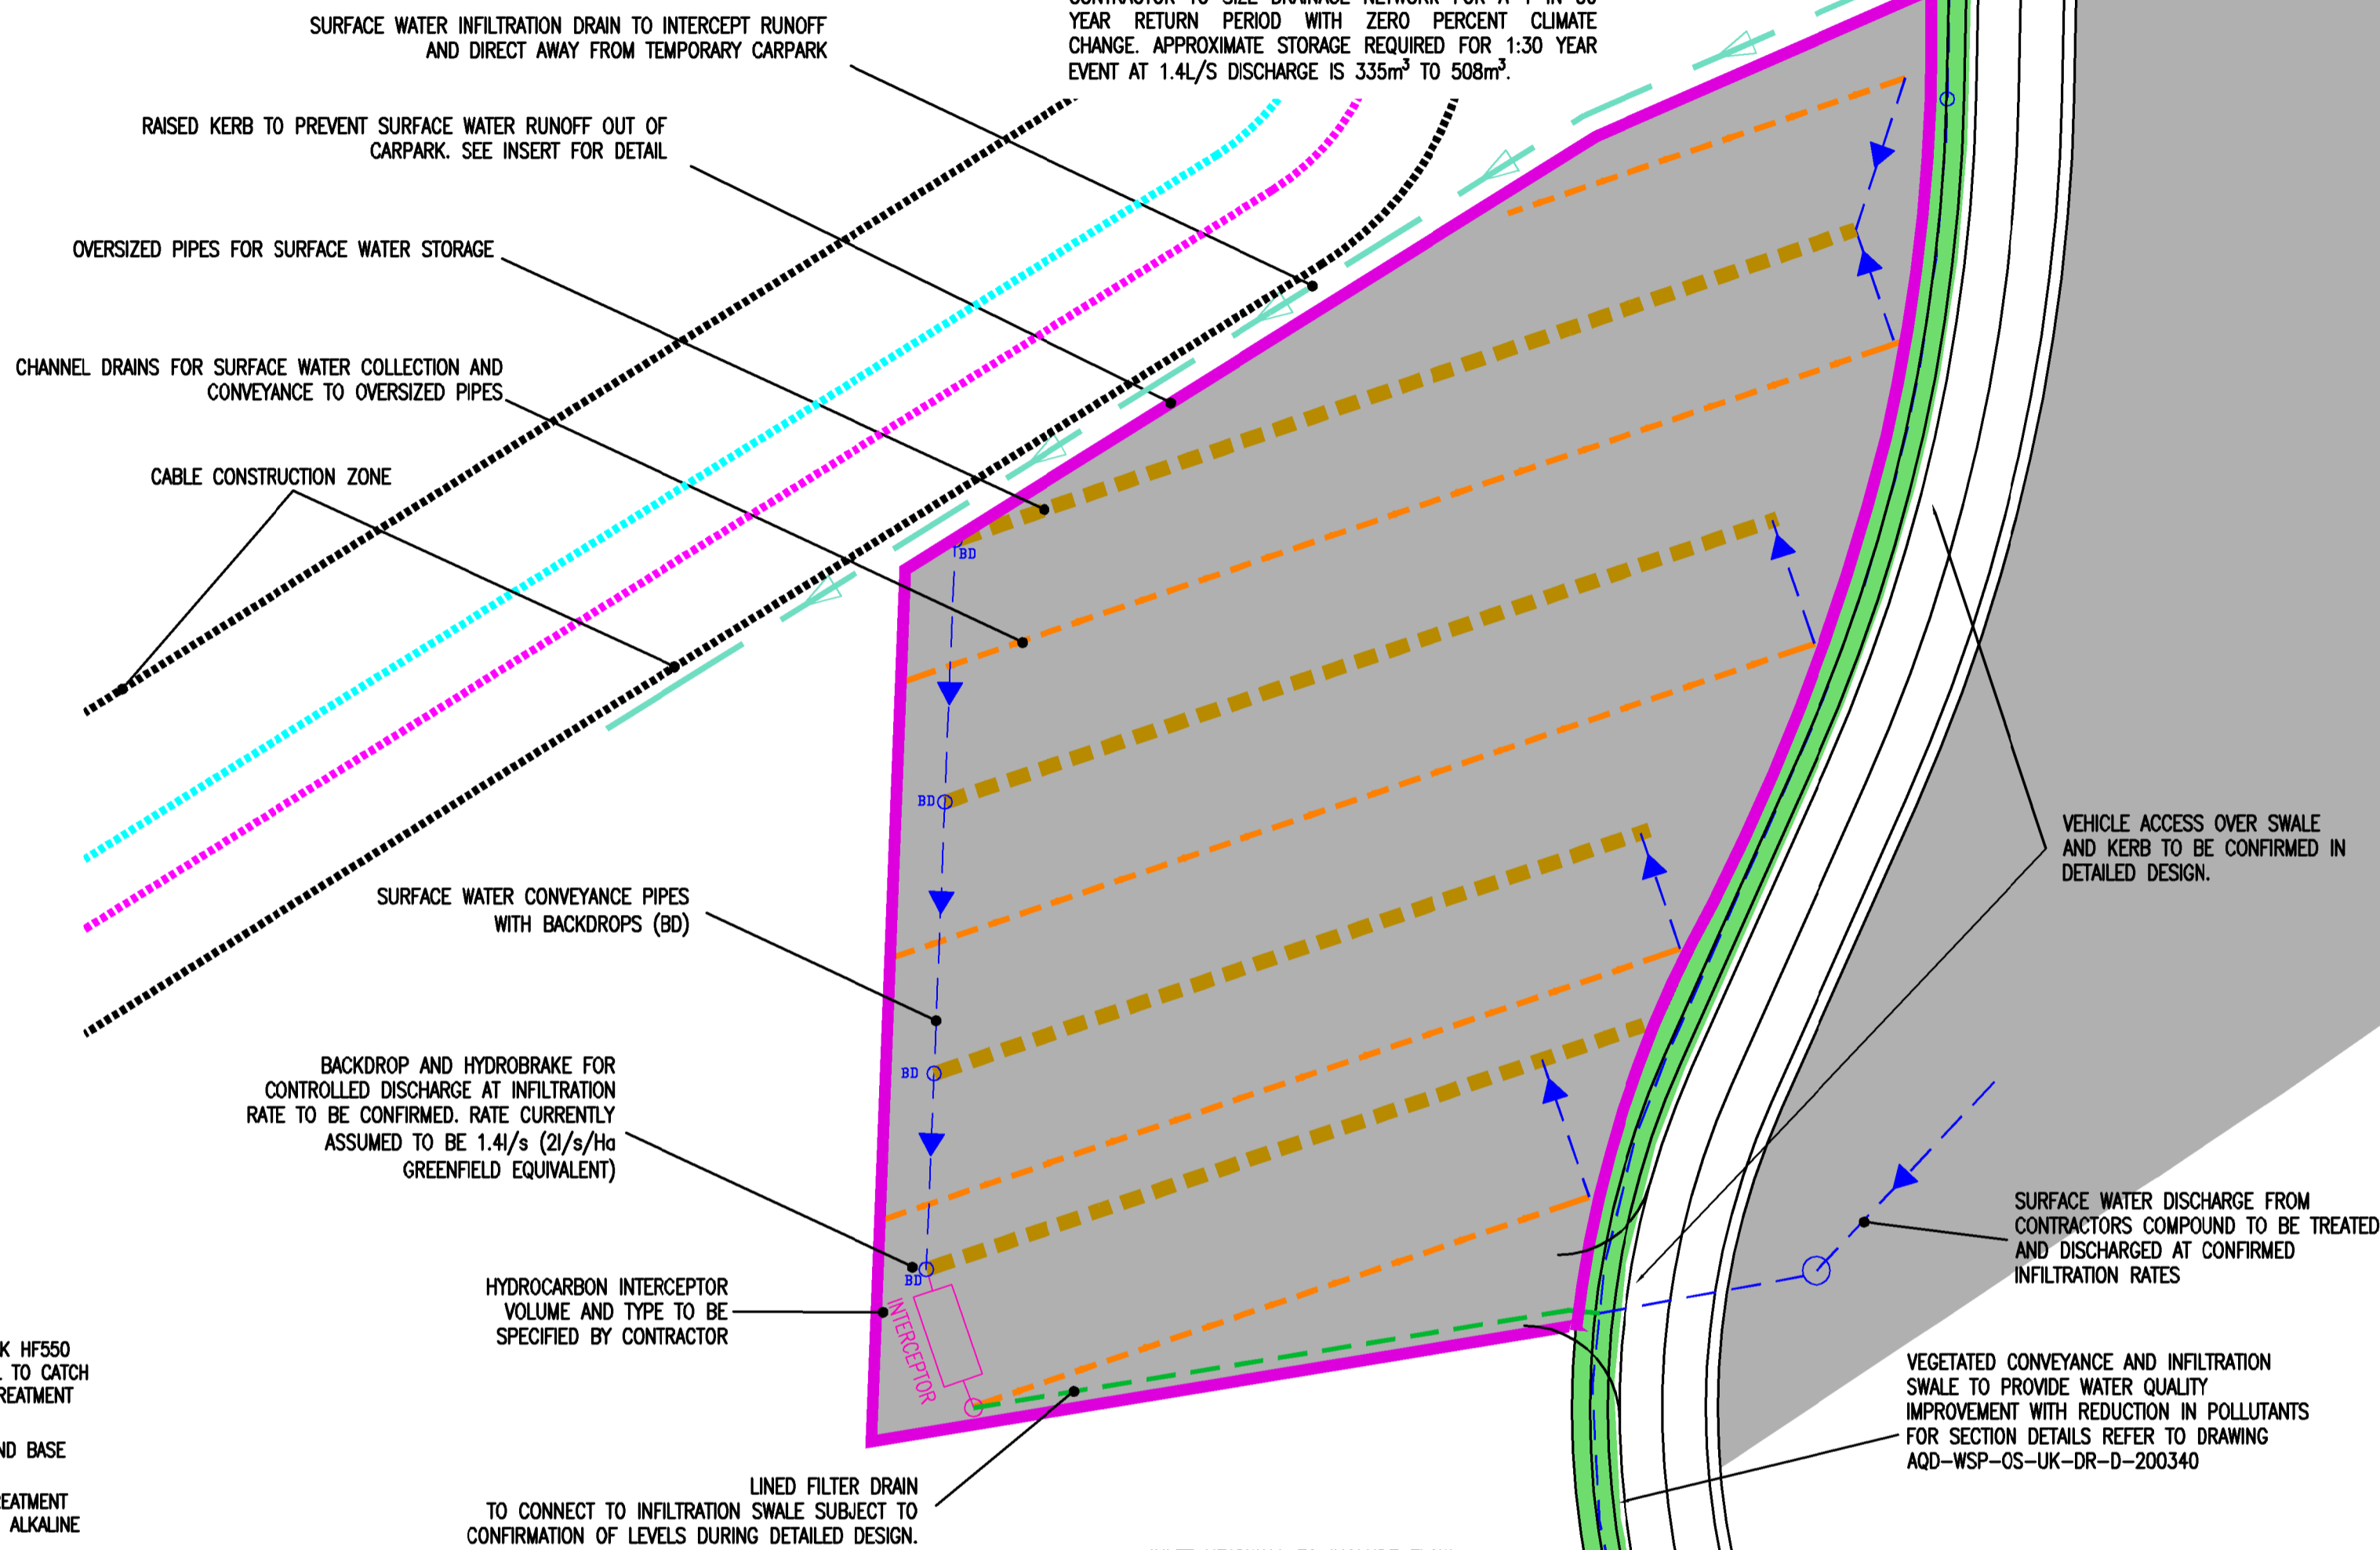 SURFACE WATER INFILTRATION DRAIN TO INTERCEPT RUNOFF
AND DIRECT AWAY FROM TEMPORARY CARPARK
YEAR RETURN PERIOD WITH ZERO PERCENT CLIMATE
CHANGE. APPROXIMATE STORAGE REQUIRED FOR 1:30 YEAR
EVENT AT 1.4L/S DISCHARGE IS 335m³ TO 508m³.
RAISED KERB TO PREVENT SURFACE WATER RUNOFF OUT OF
CARPARK. SEE INSERT FOR DETAIL
OVERSIZED PIPES FOR SURFACE WATER STORAGE
CHANNEL DRAINS FOR SURFACE WATER COLLECTION AND
CONVEYANCE TO OVERSIZED PIPES
CABLE CONSTRUCTION ZONE
BD
BD
VEHICLE ACCESS OVER SWALE
AND KERB TO BE CONFIRMED IN
DETAILED DESIGN.
SURFACE WATER CONVEYANCE PIPES
WITH BACKDROPS (BD)
BD
BACKDROP AND HYDROBRAKE FOR
CONTROLLED DISCHARGE AT INFILTRATION
RATE TO BE CONFIRMED. RATE CURRENTLY
ASSUMED TO BE 1.4l/s (2l/s/Ha
GREENFIELD EQUIVALENT)
BD
SURFACE WATER DISCHARGE FROM
CONTRACTORS COMPOUND TO BE TREATED
AND DISCHARGED AT CONFIRMED
INFILTRATION RATES
HYDROCARBON INTERCEPTOR
VOLUME AND TYPE TO BE
SPECIFIED BY CONTRACTOR
INTERCEPTOR
K HF550
TO CATCH
REATMENT
ND BASE
EATMENT
ALKALINE
VEGETATED CONVEYANCE AND INFILTRATION
SWALE TO PROVIDE WATER QUALITY
IMPROVEMENT WITH REDUCTION IN POLLUTANTS
FOR SECTION DETAILS REFER TO DRAWING
AQD-WSP-OS-UK-DR-D-200340
LINED FILTER DRAIN
TO CONNECT TO INFILTRATION SWALE SUBJECT TO
CONFIRMATION OF LEVELS DURING DETAILED DESIGN.